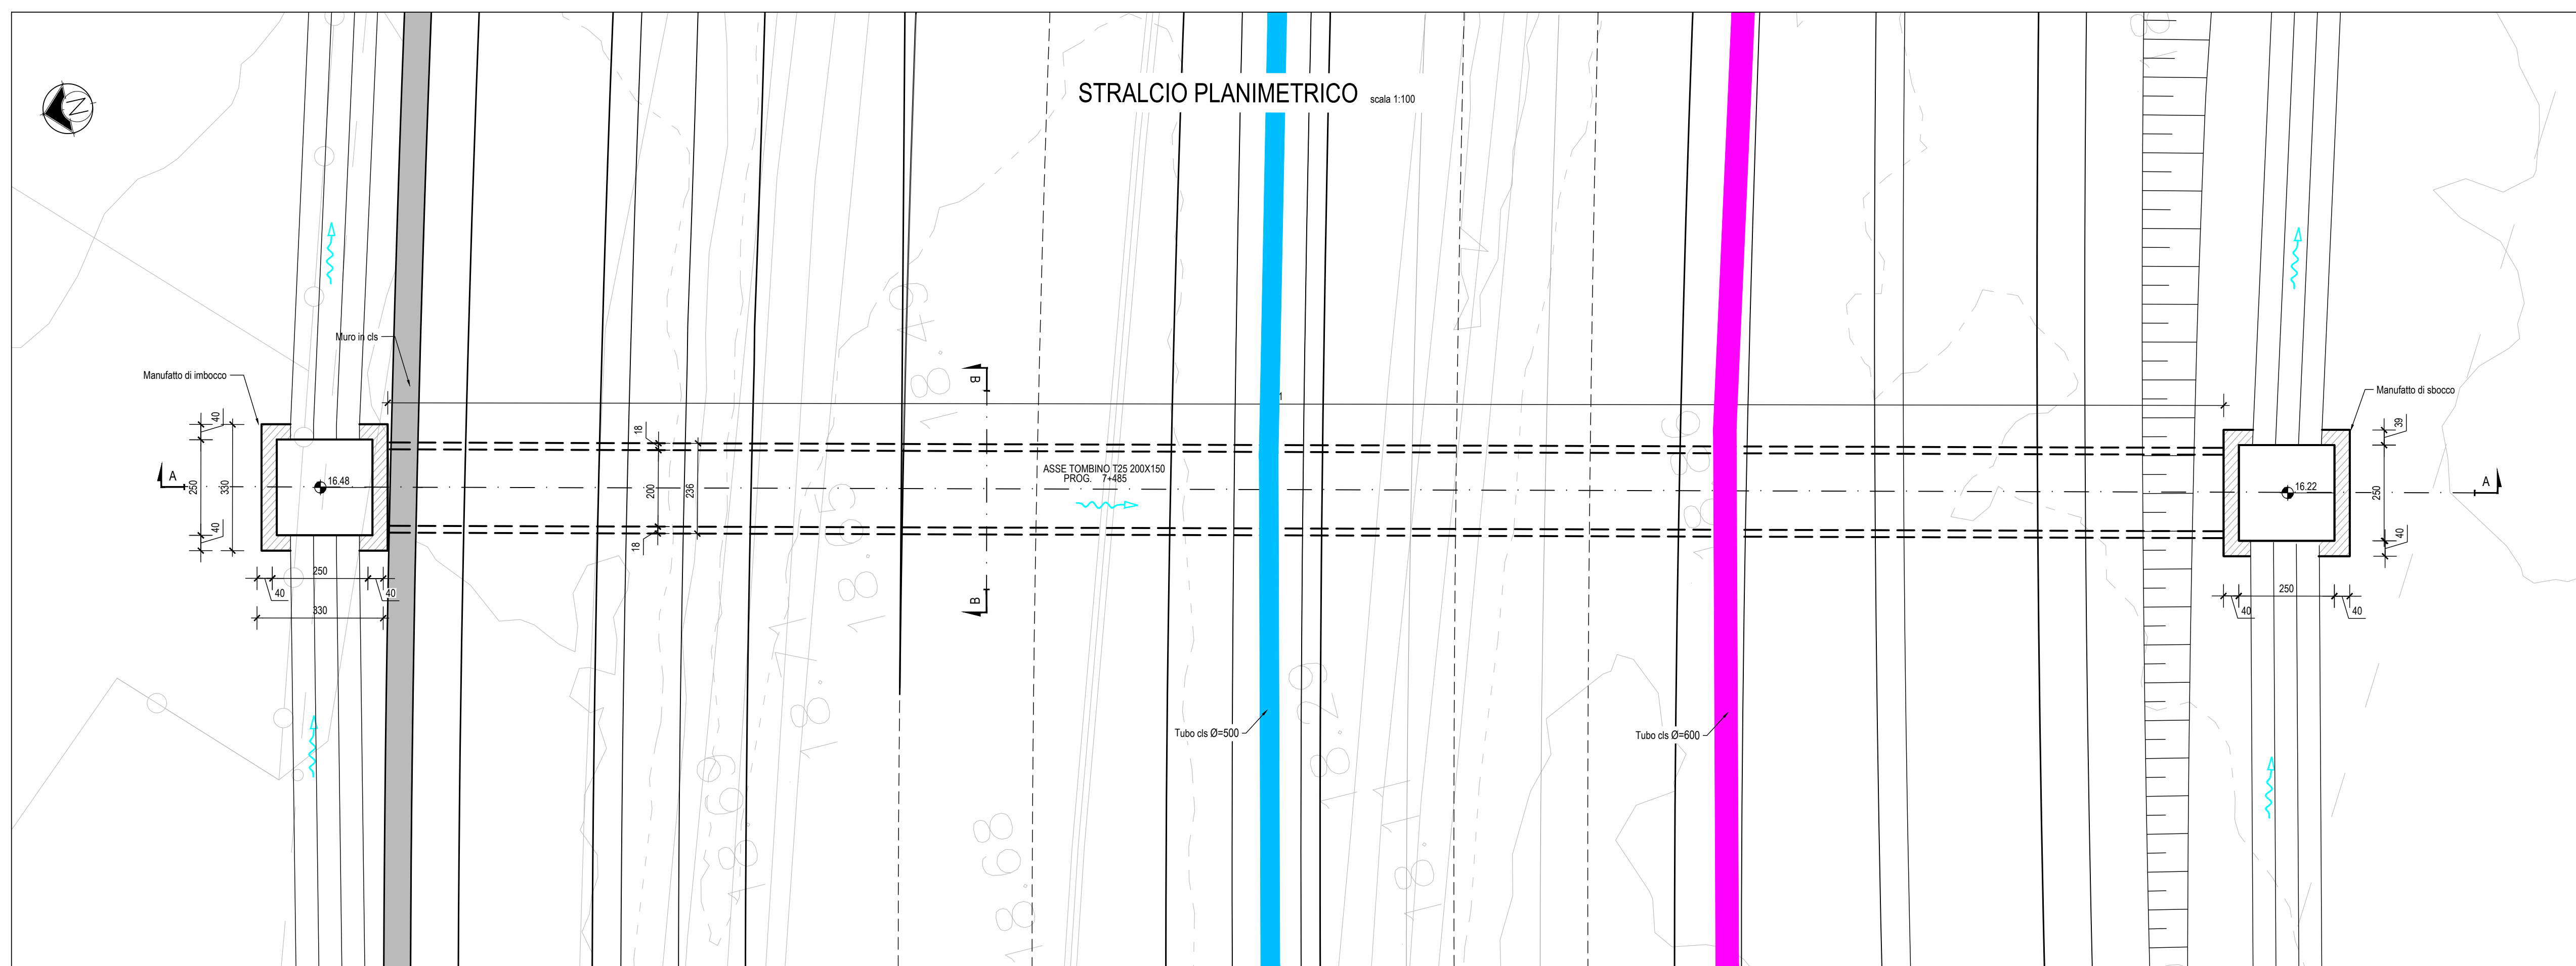 STRALCIO PLANIMETRICO scala 1:100
N
Muro in cls
Manufatto di imbocco
Manufatto di sbocco
B
B
A
A
40
250
330
40
16.48
250
40
40
330
18
200
236
18
1
ASSE TOMBINO T25 200X150
PROG. 7+485
16.22
39
250
40
250
40
40
Tubo cls Ø=500
Tubo cls Ø=600